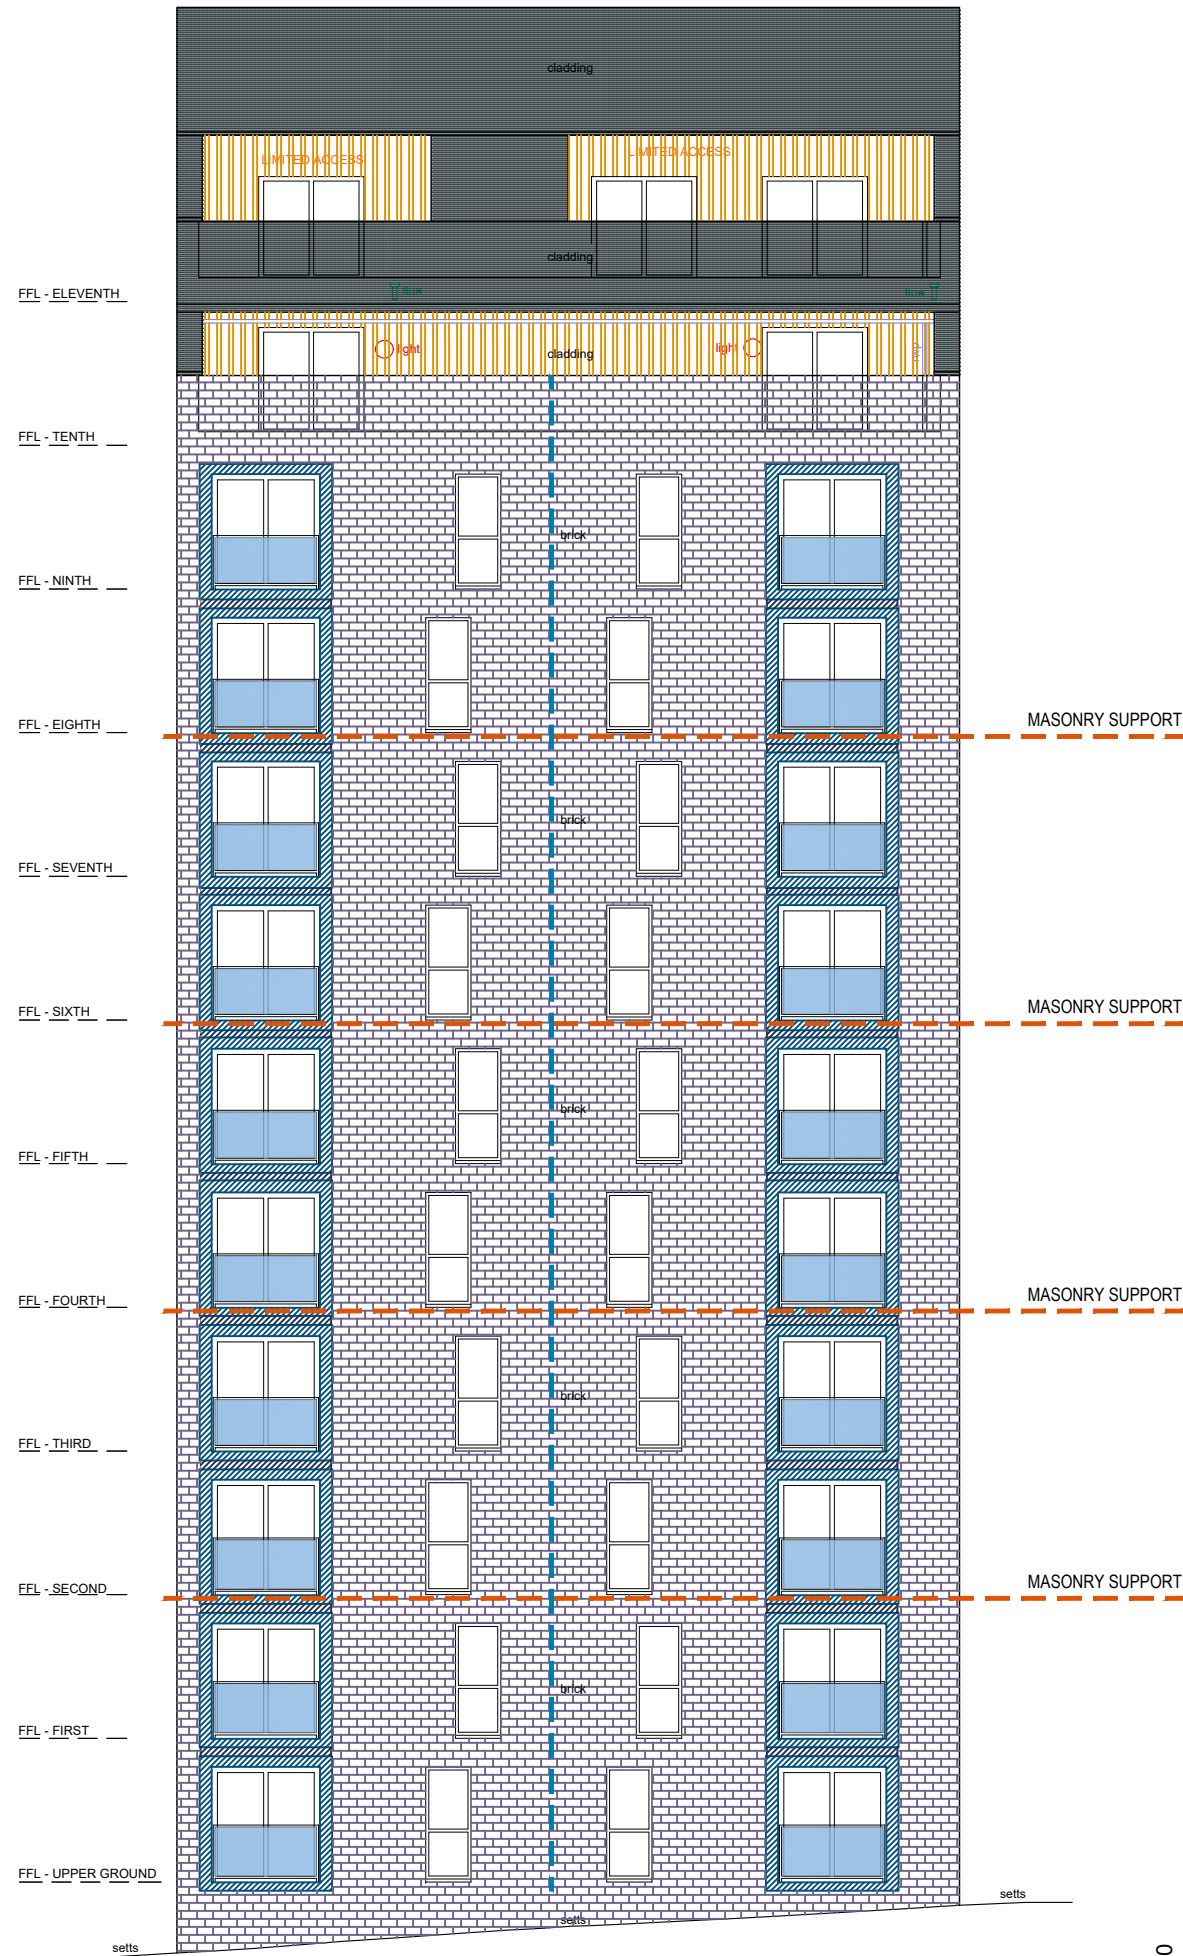 cladding
LIMITED ACCESS
LIMITED ACCESS
cladding
FFL - ELEVENTH
flue
flue
light
cladding
light
rwp
FFL - TENTH
brick
FFL - NINTH
FFL - EIGHTH
MASONRY SUPPORT
brick
FFL - SEVENTH
FFL - SIXTH
MASONRY SUPPORT
brick
FFL - FIFTH
FFL - FOURTH
MASONRY SUPPORT
brick
FFL - THIRD
FFL - SECOND
MASONRY SUPPORT
brick
FFL - FIRST
FFL - UPPER GROUND
setts
setts
setts
0